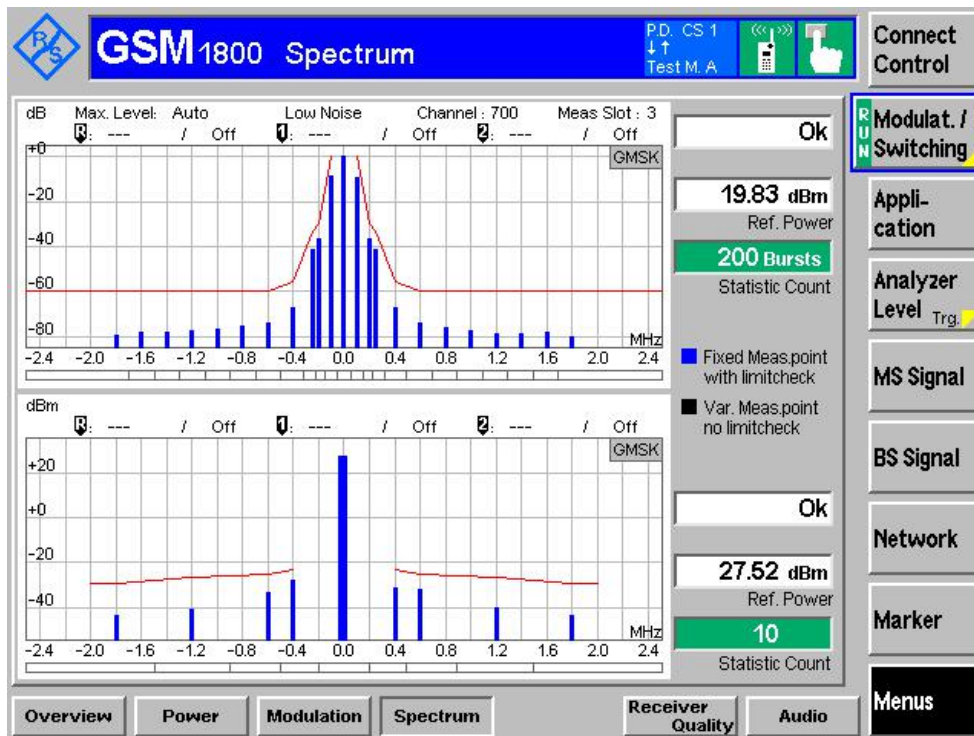 R/S
GSM 1800 Spectrum
P.D. CS 1
Test M. A
Connect Control
dB Max. Level: Auto Low Noise Channel : 700 Meas Slot : 3
R: --- / Off 1: --- / Off 2: --- / Off
GMSK
+0
-20
-40
-60
-80
MHz
-2.4 -2.0 -1.6 -1.2 -0.8 -0.4 0.0 0.4 0.8 1.2 1.6 2.0 2.4
Ok
19.83 dBm
Ref. Power
200 Bursts
Statistic Count
Fixed Meas.point
with limitcheck
Var. Meas.point
no limitcheck
dBm
R: --- / Off 1: --- / Off 2: --- / Off
GMSK
+20
+0
-20
-40
MHz
-2.4 -2.0 -1.6 -1.2 -0.8 -0.4 0.0 0.4 0.8 1.2 1.6 2.0 2.4
Ok
27.52 dBm
Ref. Power
10
Statistic Count
RUN
Modulat. /
Switching
Appli-
cation
Analyzer
Level Trg.
MS Signal
BS Signal
Network
Marker
Menus
Overview
Power
Modulation
Spectrum
Receiver
Quality
Audio